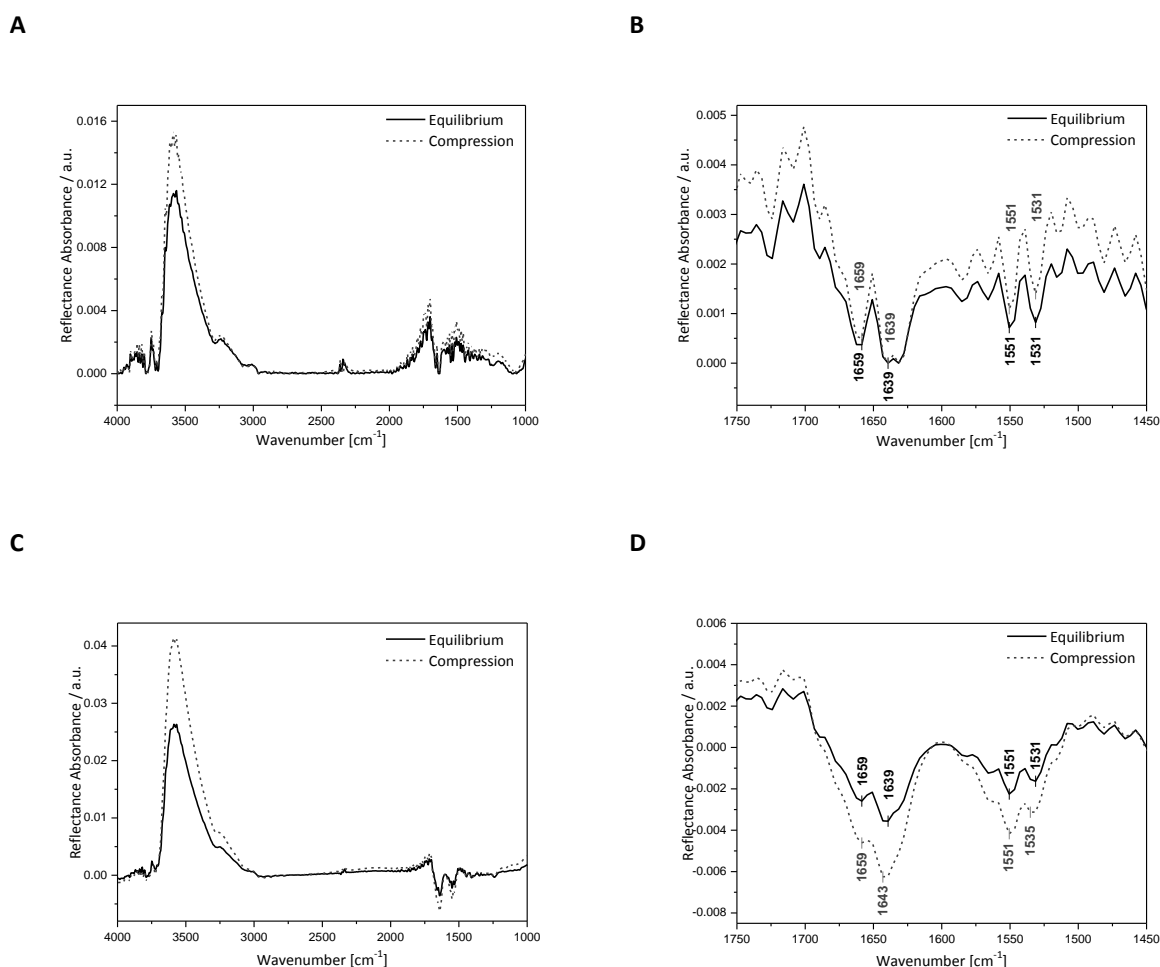 A
Reflectance Absorbance / a.u.
0.016
0.012
0.008
0.004
0.000
Equilibrium
Compression
4000 3500 3000 2500 2000 1500 1000
Wavenumber [cm-1]
B
Reflectance Absorbance / a.u.
0.005
0.004
0.003
0.002
0.001
0.000
Equilibrium
Compression
1659
1639
1551
1531
1659
1639
1551
1531
1750 1700 1650 1600 1550 1500 1450
Wavenumber [cm-1]
C
Reflectance Absorbance / a.u.
0.04
0.03
0.02
0.01
0.00
Equilibrium
Compression
4000 3500 3000 2500 2000 1500 1000
Wavenumber [cm-1]
D
Reflectance Absorbance / a.u.
0.006
0.004
0.002
0.000
-0.002
-0.004
-0.006
-0.008
Equilibrium
Compression
1659
1639
1551
1531
1659
1643
1551
1535
1750 1700 1650 1600 1550 1500 1450
Wavenumber [cm-1]